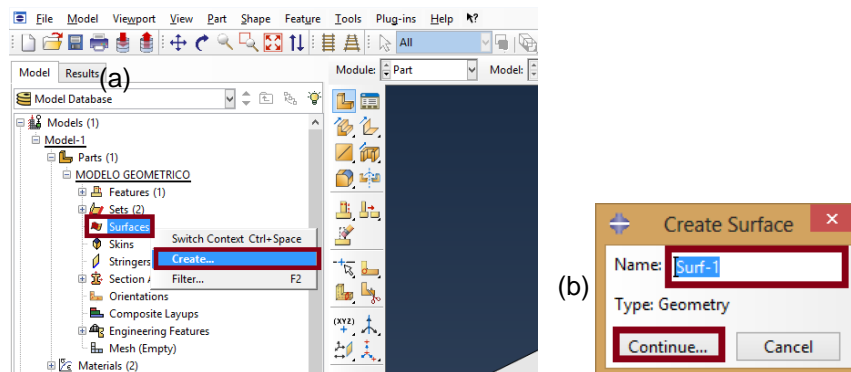 File Model Viewport View Part Shape Feature Tools Plug-ins Help
All
Model Results
(a)
Module: Part Model:
Model Database
Models (1)
Model-1
Parts (1)
MODELO GEOMETRICO
Features (1)
Sets (2)
Surfaces
Switch Context Ctrl+Space
Skins
Create...
Stringers
Section A
Filter... F2
Orientations
Composite Layups
Engineering Features
Mesh (Empty)
Materials (2)
(XYZ)
(b)
Create Surface
Name: Surf-1
Type: Geometry
Continue... Cancel